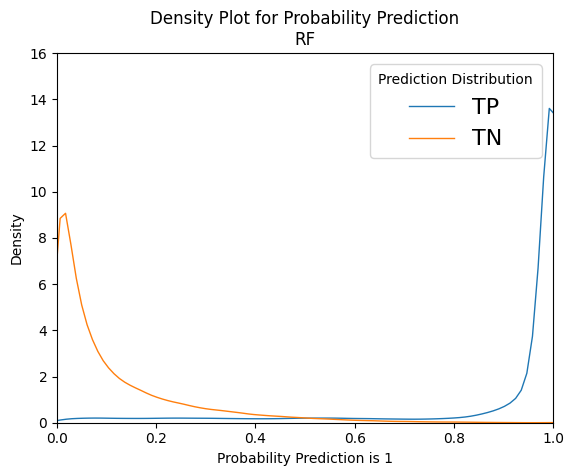 Density Plot for Probability Prediction
RF
16
14
12
10
8
6
4
2
0
Density
Prediction Distribution
TP
TN
0.0 0.2 0.4 0.6 0.8 1.0
Probability Prediction is 1